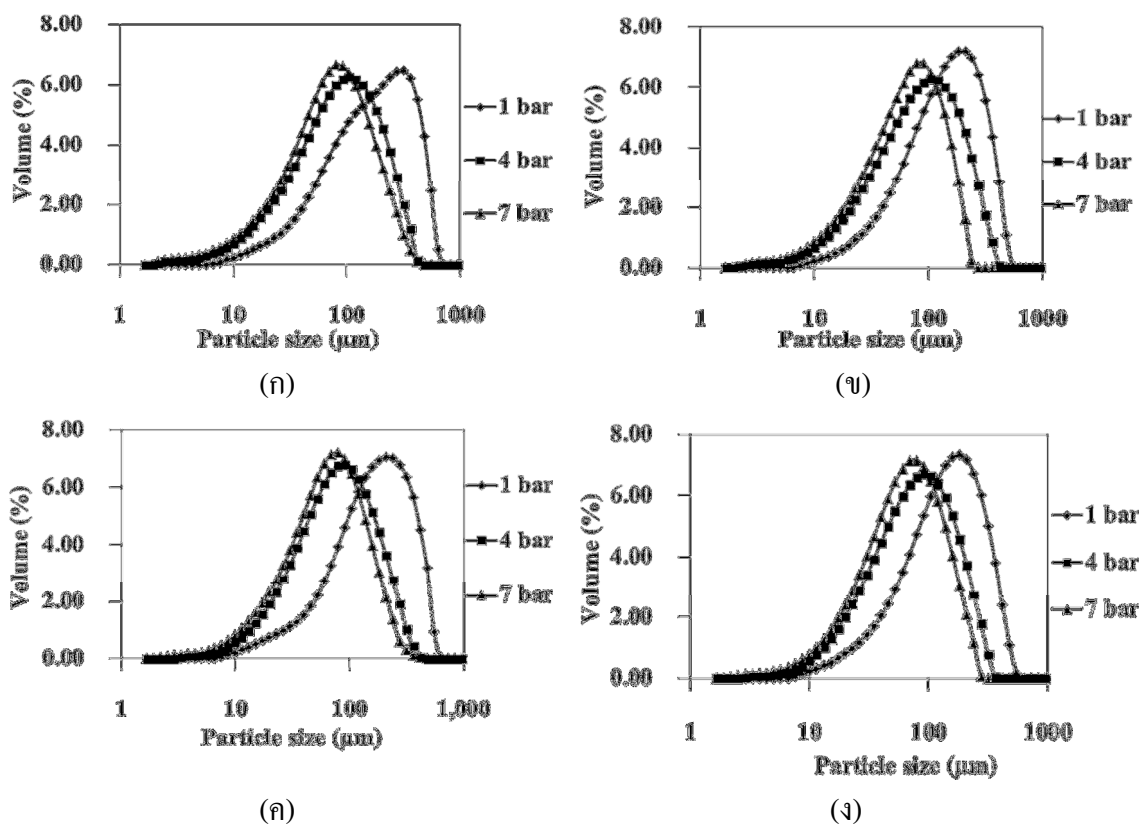 8.00
6.00
4.00
2.00
0.00
Volume (%)
1 10 100 1000
Particle size (µm)
1 bar
4 bar
7 bar
(ก)
8.00
6.00
4.00
2.00
0.00
Volume (%)
1 10 100 1000
Particle size (µm)
1 bar
4 bar
7 bar
(ข)
8.00
6.00
4.00
2.00
0.00
Volume (%)
1 10 100 1,000
Particle size (µm)
1 bar
4 bar
7 bar
(ค)
8.00
6.00
4.00
2.00
0.00
Volume (%)
1 10 100 1000
Particle size (µm)
1 bar
4 bar
7 bar
(ง)